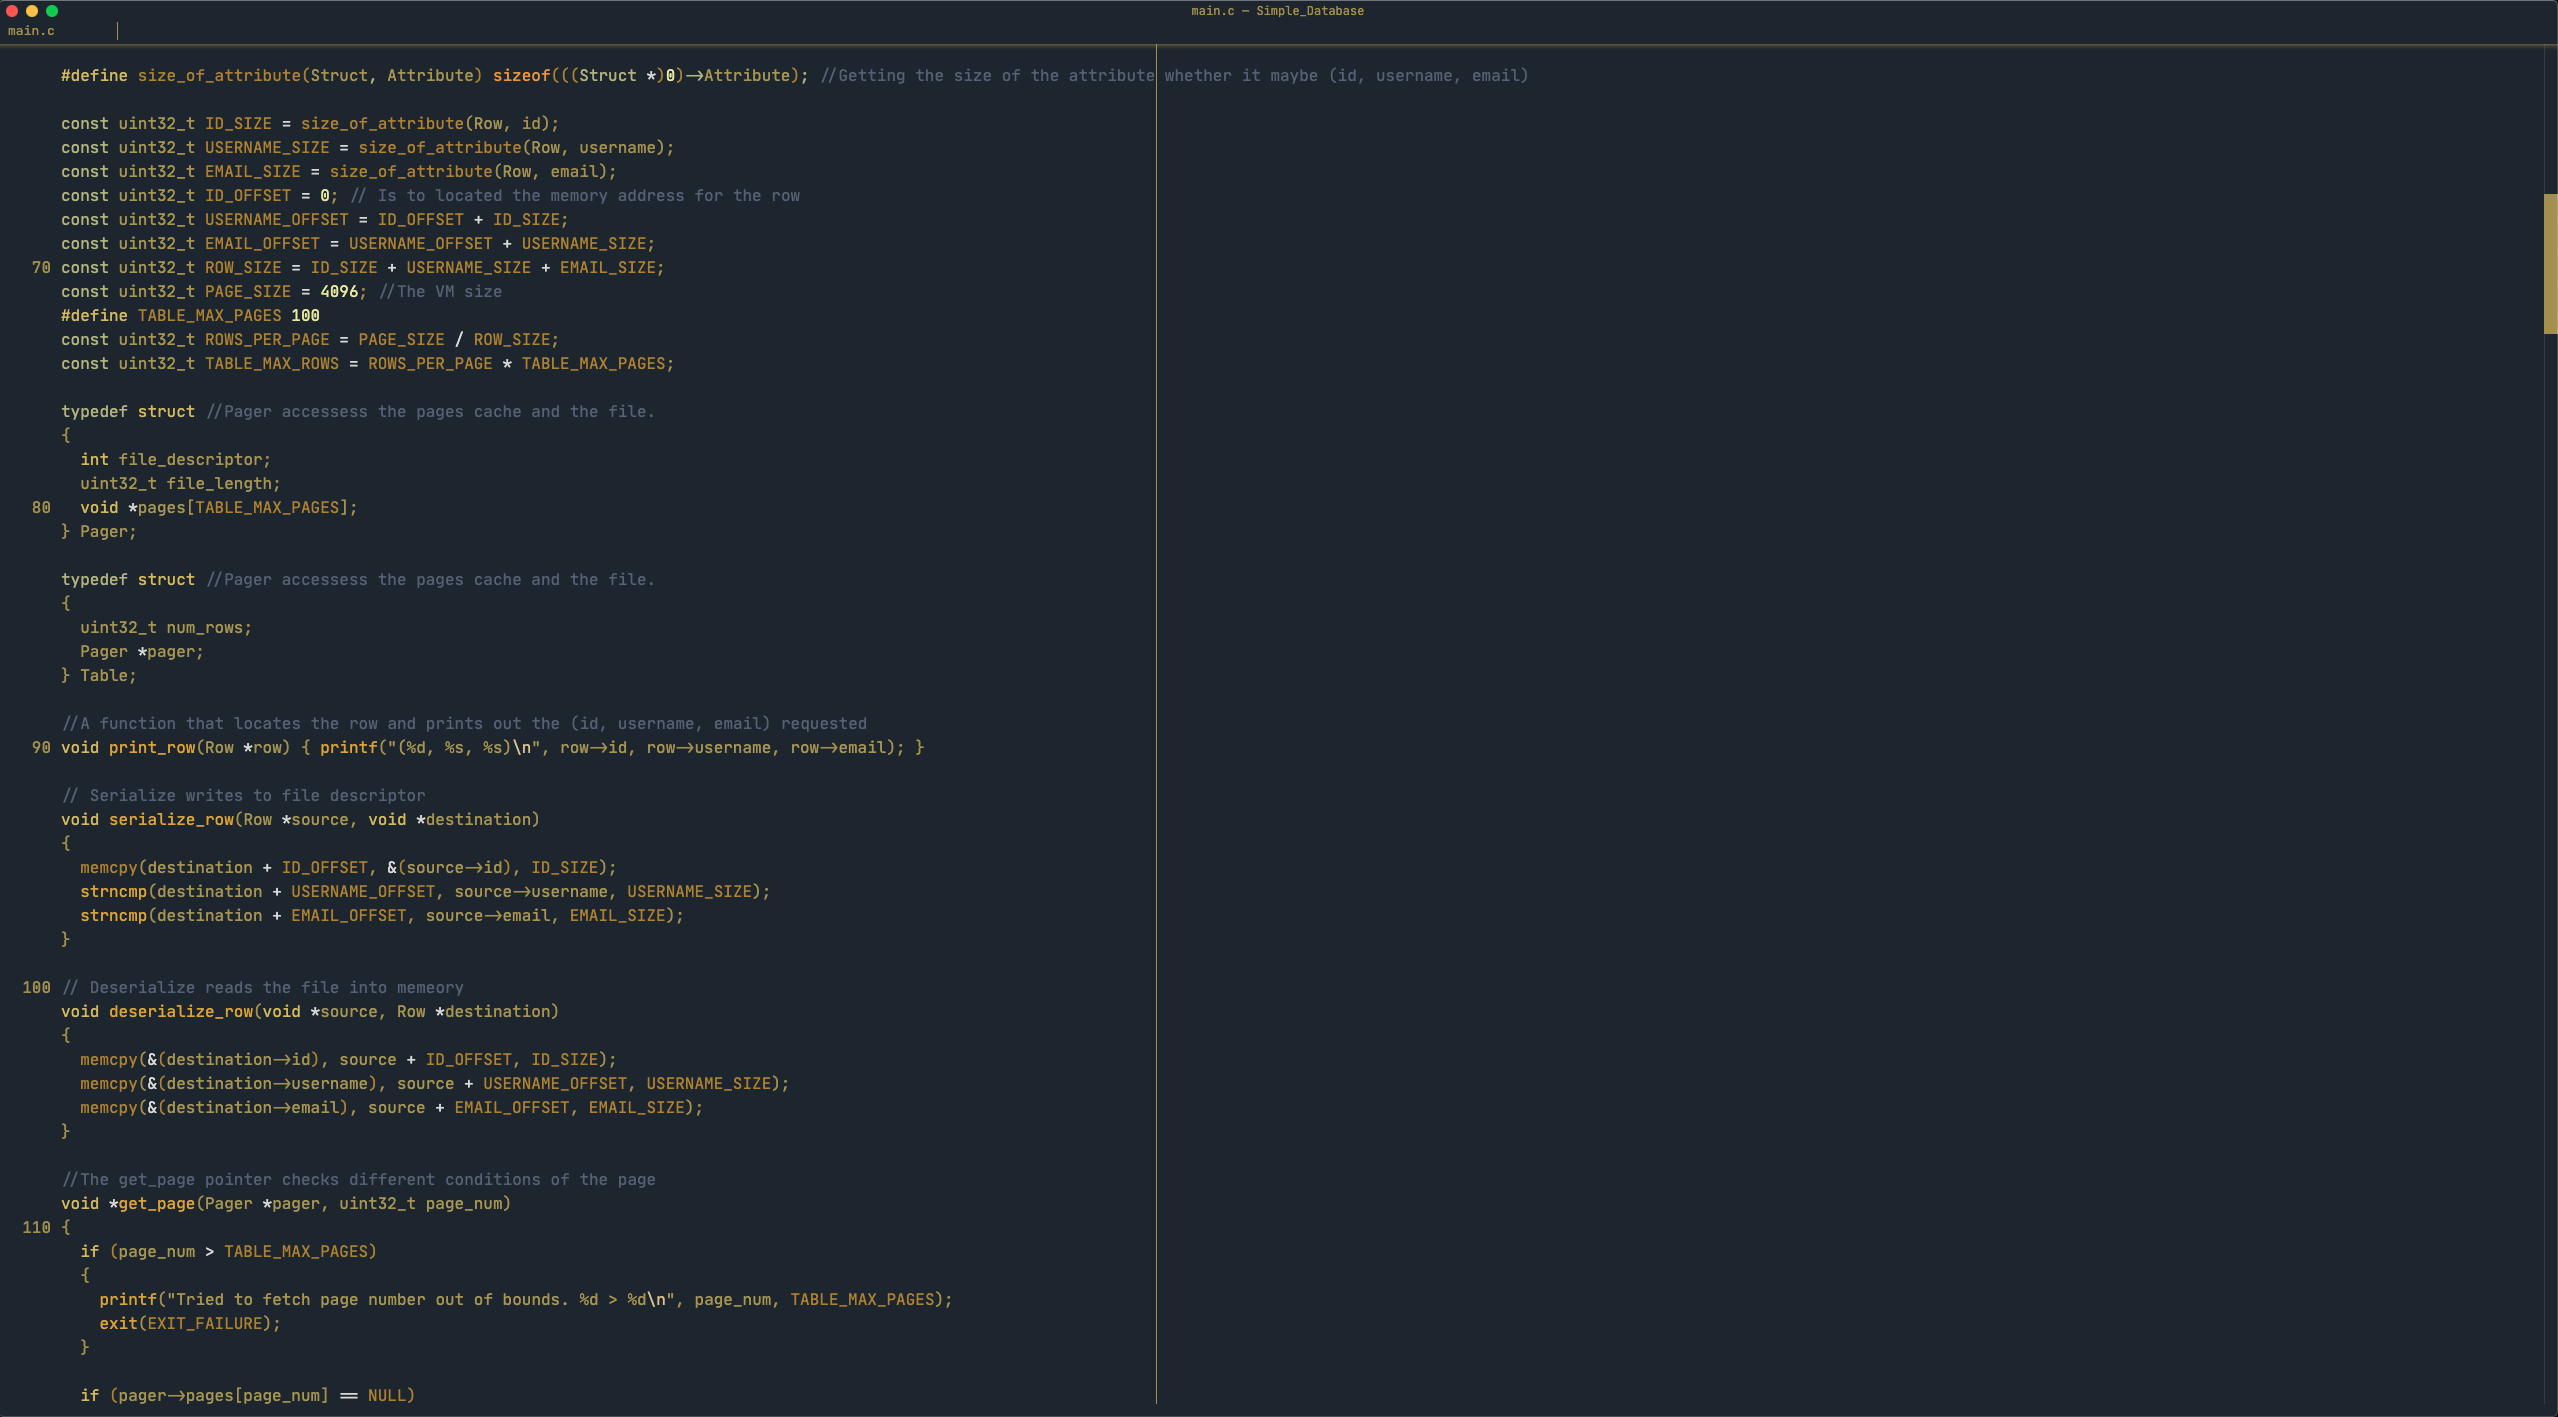 main.c — Simple_Database
main.c
#define size_of_attribute(Struct, Attribute) sizeof(((Struct *)0)->Attribute); //Getting the size of the attribute whether it maybe (id, username, email)
const uint32_t ID_SIZE = size_of_attribute(Row, id);
const uint32_t USERNAME_SIZE = size_of_attribute(Row, username);
const uint32_t EMAIL_SIZE = size_of_attribute(Row, email);
const uint32_t ID_OFFSET = 0; // Is to located the memory address for the row
const uint32_t USERNAME_OFFSET = ID_OFFSET + ID_SIZE;
const uint32_t EMAIL_OFFSET = USERNAME_OFFSET + USERNAME_SIZE;
70 const uint32_t ROW_SIZE = ID_SIZE + USERNAME_SIZE + EMAIL_SIZE;
const uint32_t PAGE_SIZE = 4096; //The VM size
#define TABLE_MAX_PAGES 100
const uint32_t ROWS_PER_PAGE = PAGE_SIZE / ROW_SIZE;
const uint32_t TABLE_MAX_ROWS = ROWS_PER_PAGE * TABLE_MAX_PAGES;
typedef struct //Pager accessess the pages cache and the file.
{
int file_descriptor;
uint32_t file_length;
80 void *pages[TABLE_MAX_PAGES];
} Pager;
typedef struct //Pager accessess the pages cache and the file.
{
uint32_t num_rows;
Pager *pager;
} Table;
//A function that locates the row and prints out the (id, username, email) requested
90 void print_row(Row *row) { printf("(%d, %s, %s)\n", row->id, row->username, row->email); }
// Serialize writes to file descriptor
void serialize_row(Row *source, void *destination)
{
memcpy(destination + ID_OFFSET, &(source->id), ID_SIZE);
strncmp(destination + USERNAME_OFFSET, source->username, USERNAME_SIZE);
strncmp(destination + EMAIL_OFFSET, source->email, EMAIL_SIZE);
}
100 // Deserialize reads the file into memeory
void deserialize_row(void *source, Row *destination)
{
memcpy(&(destination->id), source + ID_OFFSET, ID_SIZE);
memcpy(&(destination->username), source + USERNAME_OFFSET, USERNAME_SIZE);
memcpy(&(destination->email), source + EMAIL_OFFSET, EMAIL_SIZE);
}
//The get_page pointer checks different conditions of the page
void *get_page(Pager *pager, uint32_t page_num)
110 {
if (page_num > TABLE_MAX_PAGES)
{
printf("Tried to fetch page number out of bounds. %d > %d\n", page_num, TABLE_MAX_PAGES);
exit(EXIT_FAILURE);
}
if (pager->pages[page_num] == NULL)